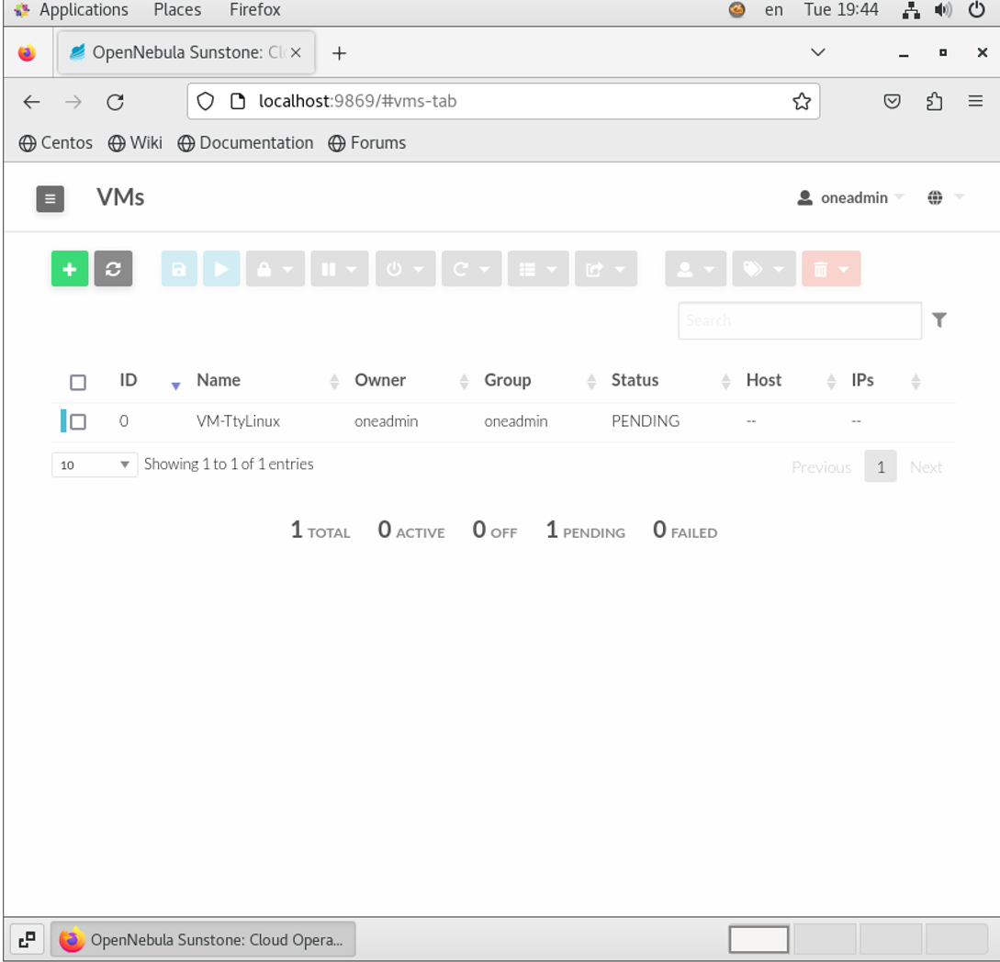 Applications Places Firefox en Tue 19:44
OpenNebula Sunstone: Clo
localhost:9869/#vms-tab
Centos Wiki Documentation Forums
VMs oneadmin
Search
ID Name Owner Group Status Host IPs
0 VM-TtyLinux oneadmin oneadmin PENDING -- --
10 Showing 1 to 1 of 1 entries Previous 1 Next
1 TOTAL 0 ACTIVE 0 OFF 1 PENDING 0 FAILED
OpenNebula Sunstone: Cloud Opera...